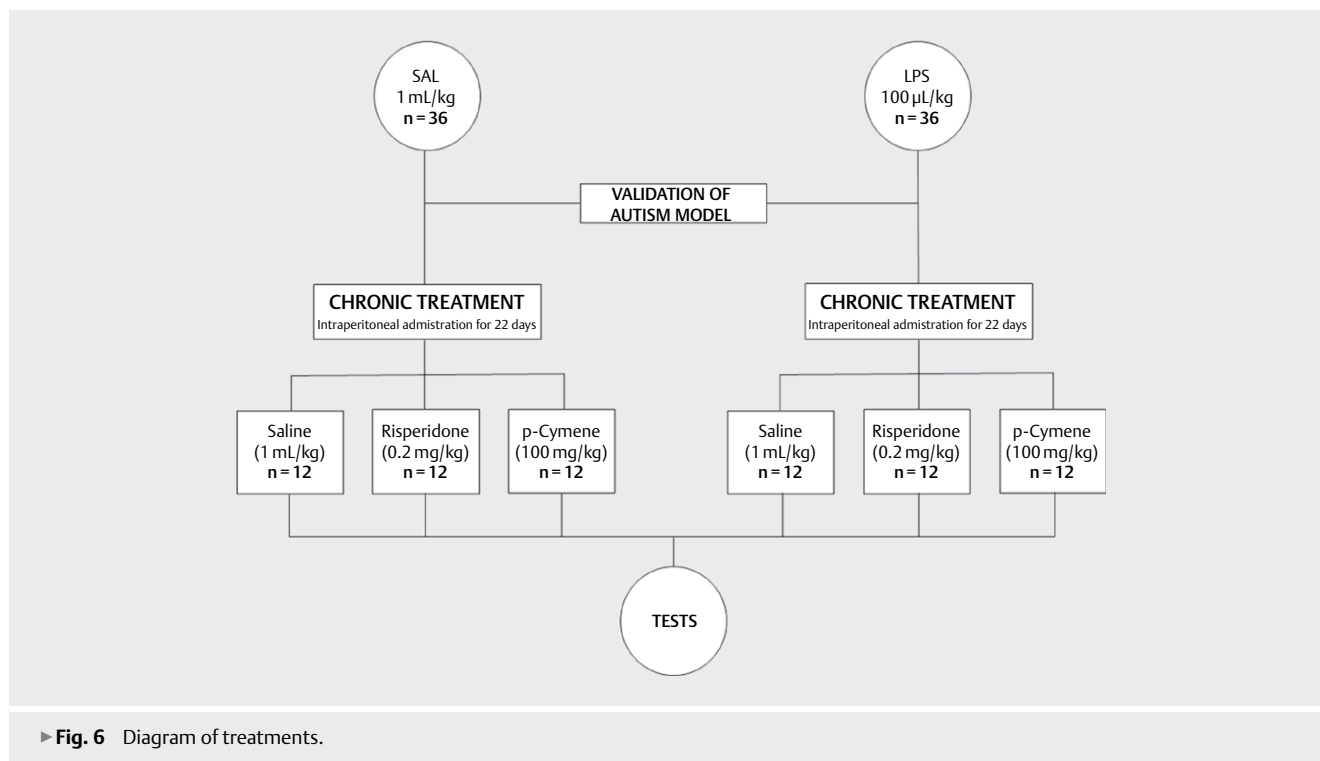 SAL
1 mL/kg
n = 36
LPS
100 µL/kg
n = 36
VALIDATION OF
AUTISM MODEL
CHRONIC TREATMENT
Intraperitoneal admistration for 22 days
CHRONIC TREATMENT
Intraperitoneal admistration for 22 days
Saline
(1 mL/kg)
n = 12
Risperidone
(0.2 mg/kg)
n = 12
p-Cymene
(100 mg/kg)
n = 12
Saline
(1 mL/kg)
n = 12
Risperidone
(0.2 mg/kg)
n = 12
p-Cymene
(100 mg/kg)
n = 12
TESTS
▶ Fig. 6 Diagram of treatments.